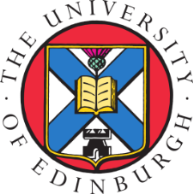 · THE UNIVERSITY ·
OF EDINBURGH